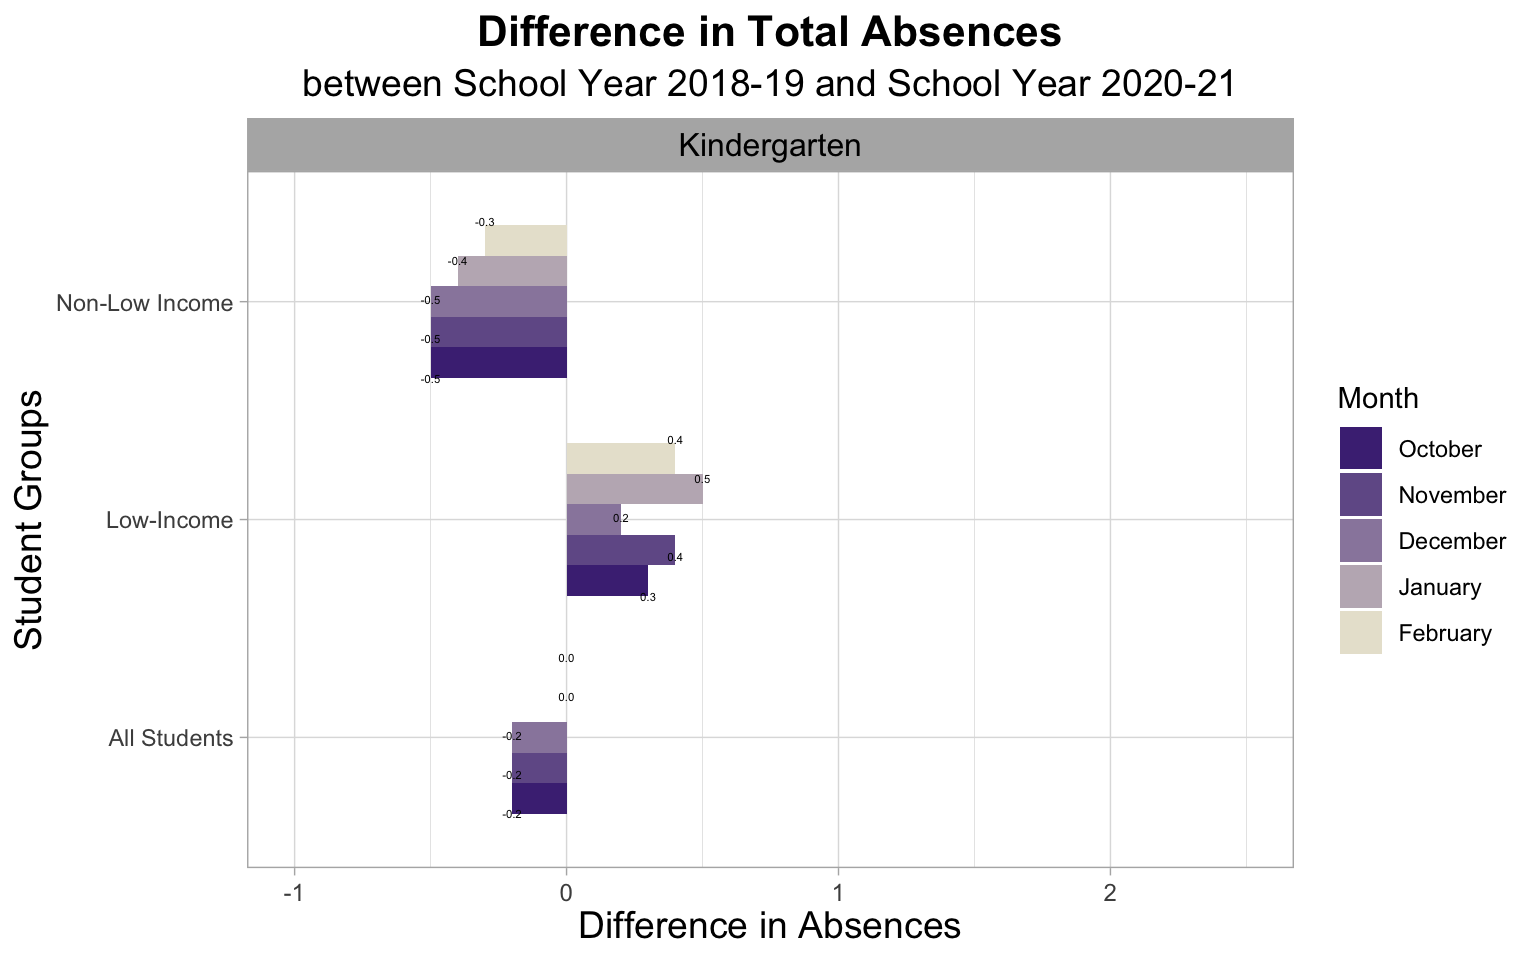 Difference in Total Absences
between School Year 2018-19 and School Year 2020-21
Kindergarten
Student Groups
Non-Low Income
-0.3
-0.4
-0.5
-0.5
-0.5
Low-Income
0.4
0.5
0.2
0.4
0.3
All Students
0.0
0.0
-0.2
-0.2
-0.2
-1 0 1 2
Difference in Absences
Month
October
November
December
January
February